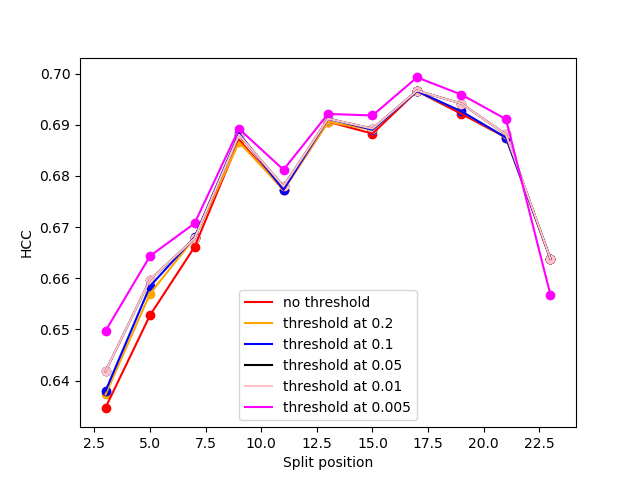 0.70
0.69
0.68
0.67
0.66
0.65
0.64
HCC
no threshold
threshold at 0.2
threshold at 0.1
threshold at 0.05
threshold at 0.01
threshold at 0.005
2.5 5.0 7.5 10.0 12.5 15.0 17.5 20.0 22.5
Split position